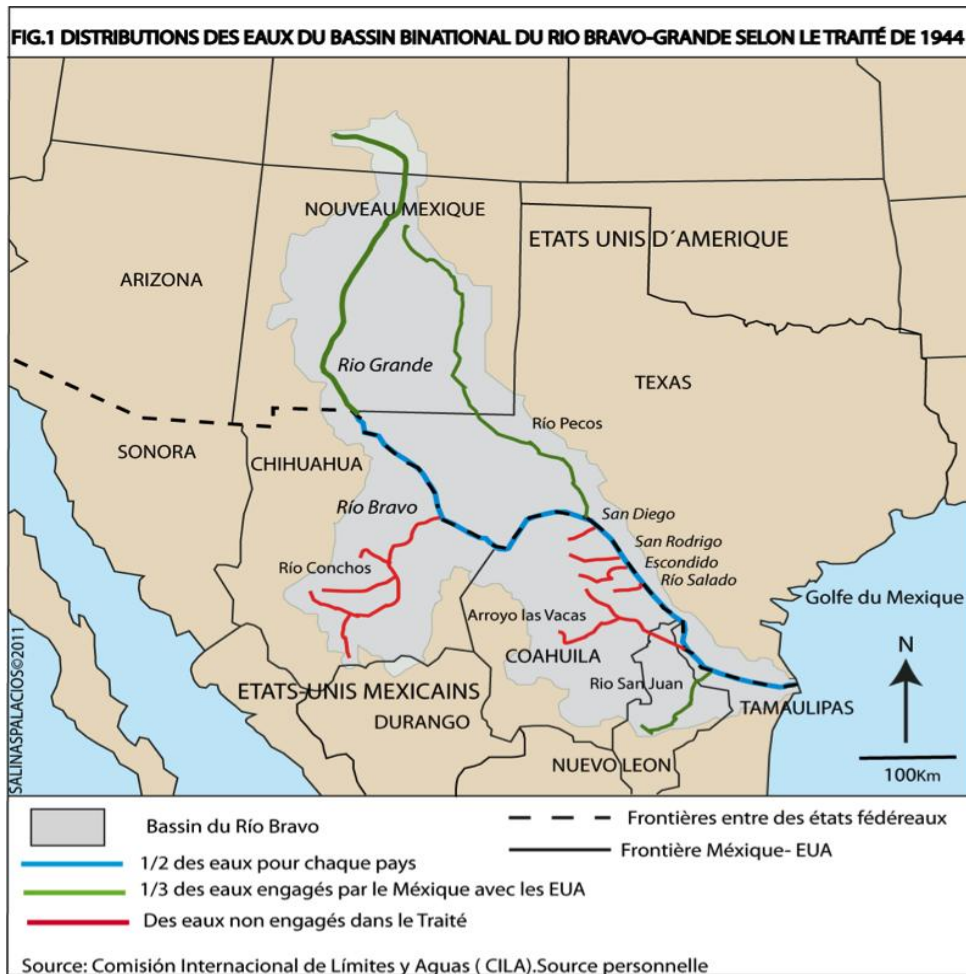 FIG.1 DISTRIBUTIONS DES EAUX DU BASSIN BINATIONAL DU RIO BRAVO-GRANDE SELON LE TRAITÉ DE 1944
NOUVEAU MEXIQUE
ETATS UNIS D´AMERIQUE
ARIZONA
Rio Grande
TEXAS
Río Pecos
SONORA
CHIHUAHUA
Río Bravo
San Diego
San Rodrigo
Escondido
Río Salado
Río Conchos
Golfe du Mexique
Arroyo las Vacas
N
COAHUILA
Rio San Juan
ETATS-UNIS MEXICAINS
TAMAULIPAS
DURANGO
NUEVO LEON
100Km
SALINASPALACIOS©2011
Bassin du Río Bravo
Frontières entre des états fédéreaux
1/2 des eaux pour chaque pays
Frontière Méxique- EUA
1/3 des eaux engagés par le Méxique avec les EUA
Des eaux non engagés dans le Traité
Source: Comisión Internacional de Límites y Aguas ( CILA).Source personnelle